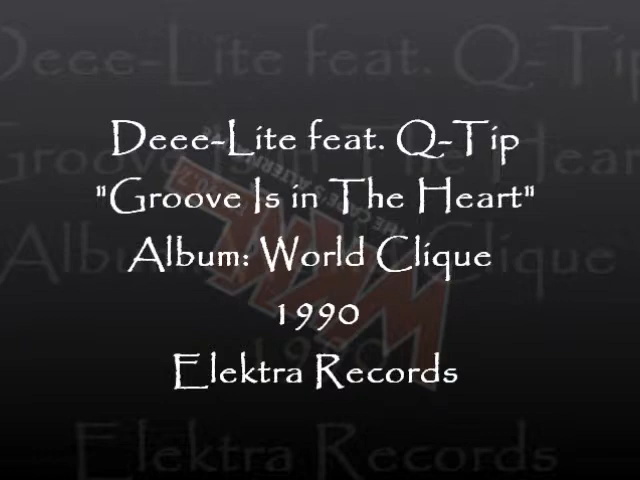 Deee-Lite feat. Q-Tip
"Groove Is in The Heart"
Album: World Clique
1990
Elektra Records